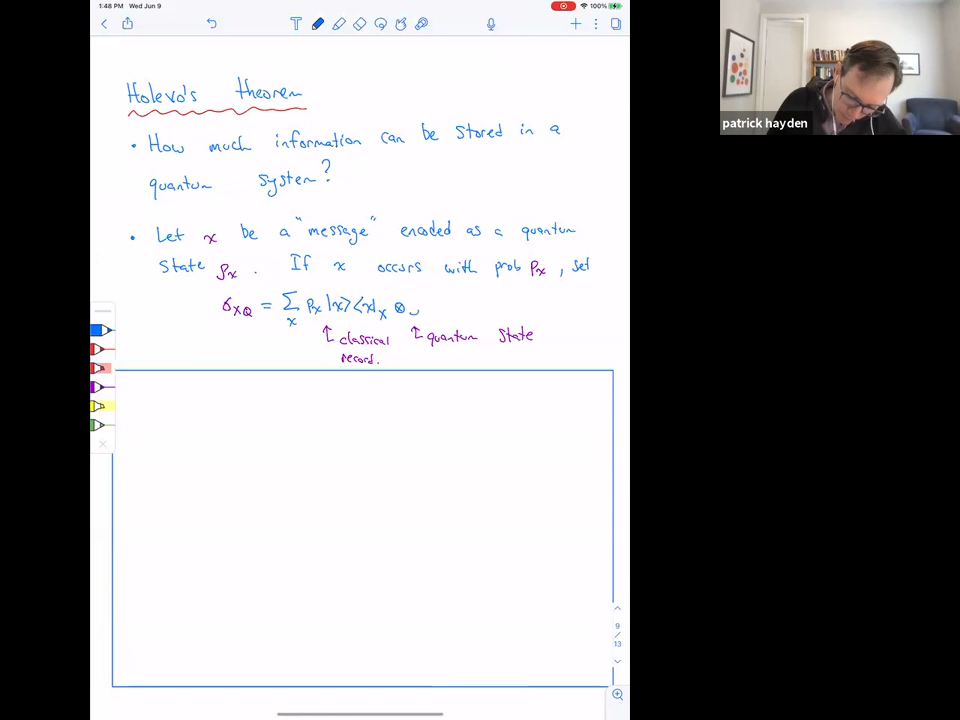 1:48 PM Wed Jun 9
100%
Holevo's theorem
• How much information can be stored in a
quantum system?
• Let x be a "message" encoded as a quantum
state ρx . If x occurs with prob px , set
σXQ = ∑x px |x><x|X ⊗
↑ classical ↑ quantum state
record.
patrick hayden
9
/
13